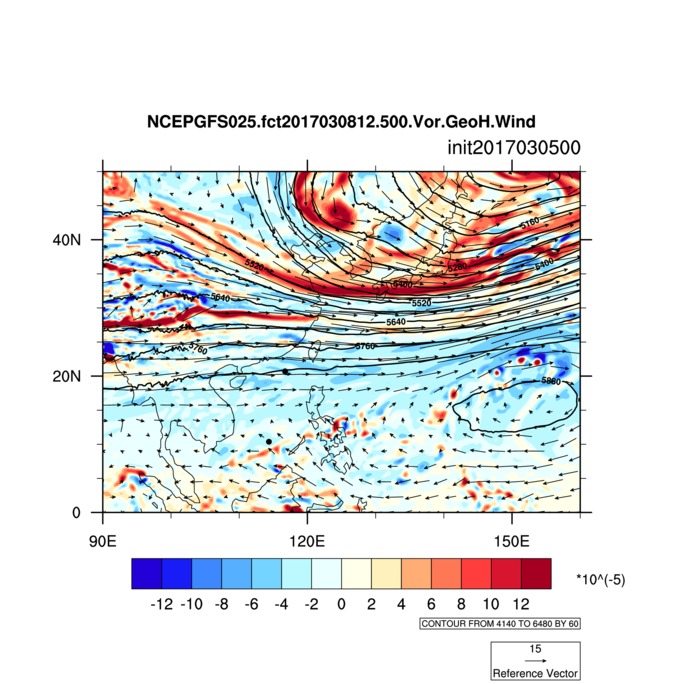 NCEPGFS025.fct2017030812.500.Vor.GeoH.Wind
init2017030500
5160
40N
5520
5280
5400
5400
5640
5520
5640
5760
5760
20N
5880
0
90E 120E 150E
-12 -10 -8 -6 -4 -2 0 2 4 6 8 10 12
*10^(-5)
CONTOUR FROM 4140 TO 6480 BY 60
15
Reference Vector